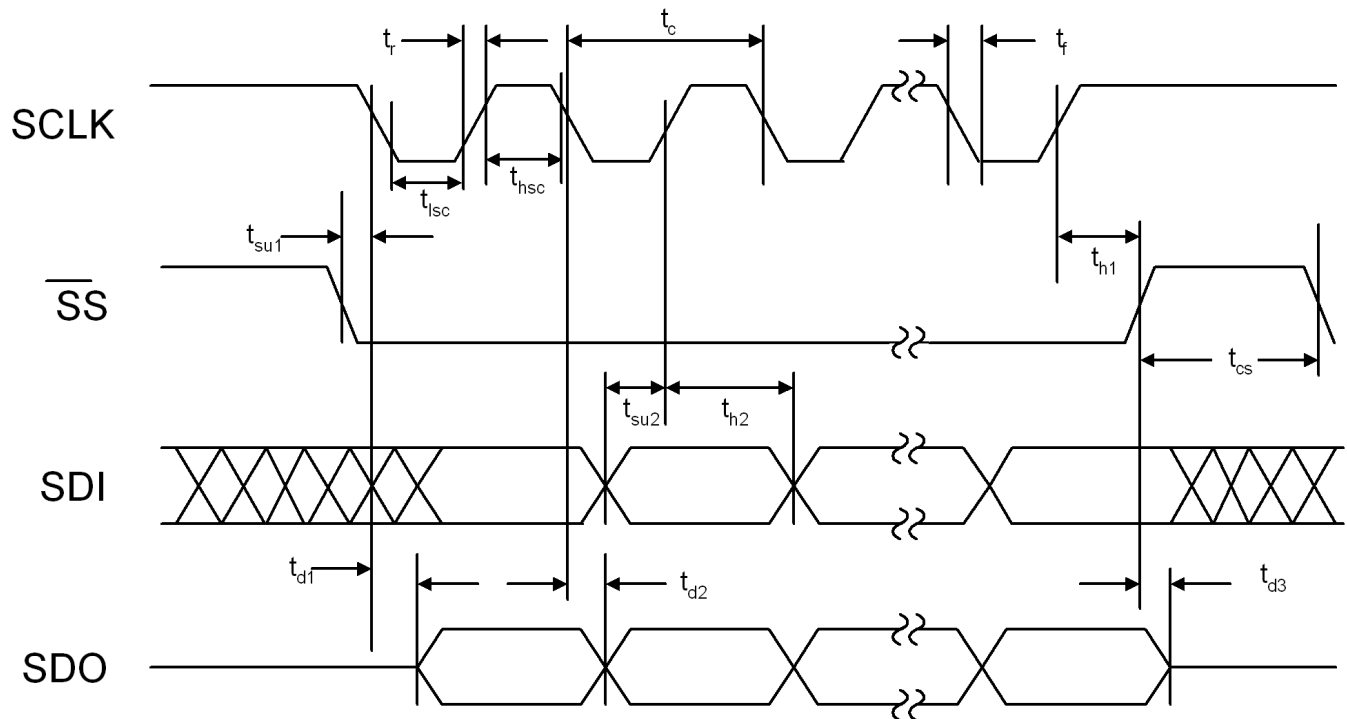 t_r
t_c
t_f
SCLK
t_lsc
t_hsc
t_su1
t_h1
SS
t_cs
t_su2
t_h2
SDI
t_d1
t_d2
t_d3
SDO